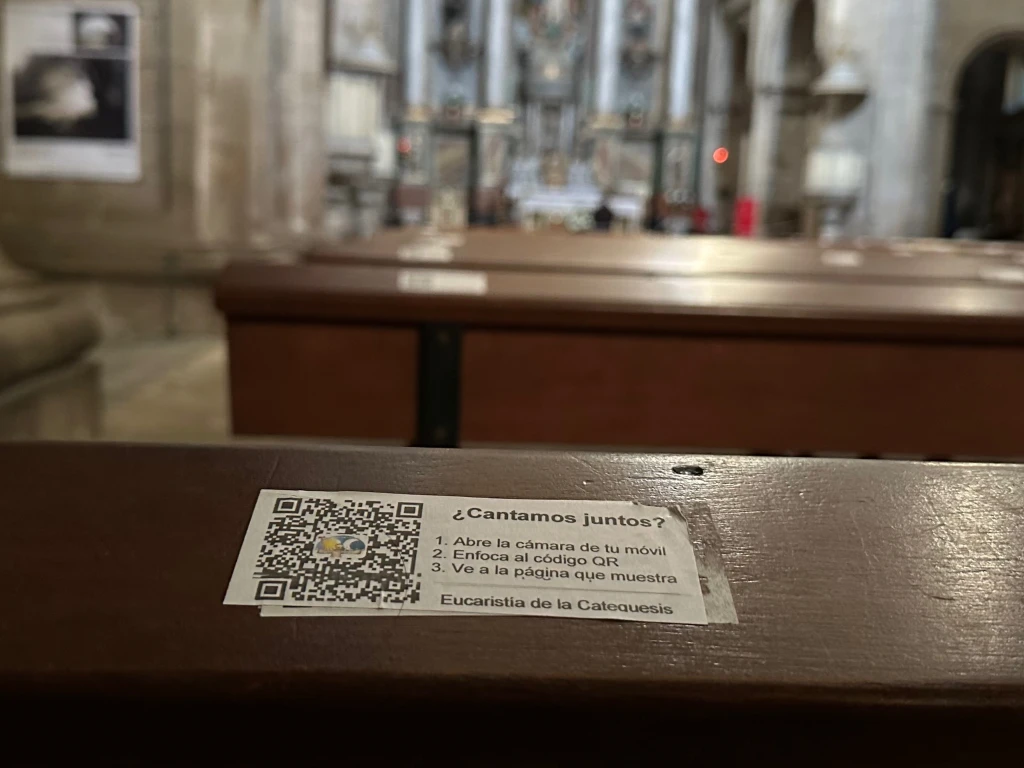 ¿Cantamos juntos?
1. Abre la cámara de tu móvil
2. Enfoca al código QR
3. Ve a la página que muestra
Eucaristía de la Catequesis